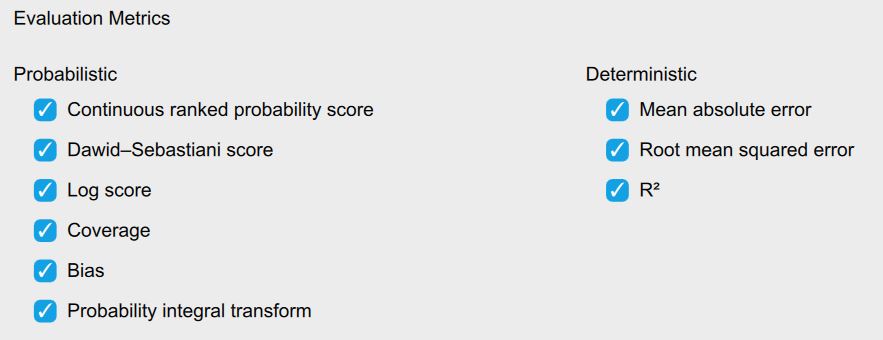 Evaluation Metrics
Probabilistic
Continuous ranked probability score
Dawid–Sebastiani score
Log score
Coverage
Bias
Probability integral transform
Deterministic
Mean absolute error
Root mean squared error
R²